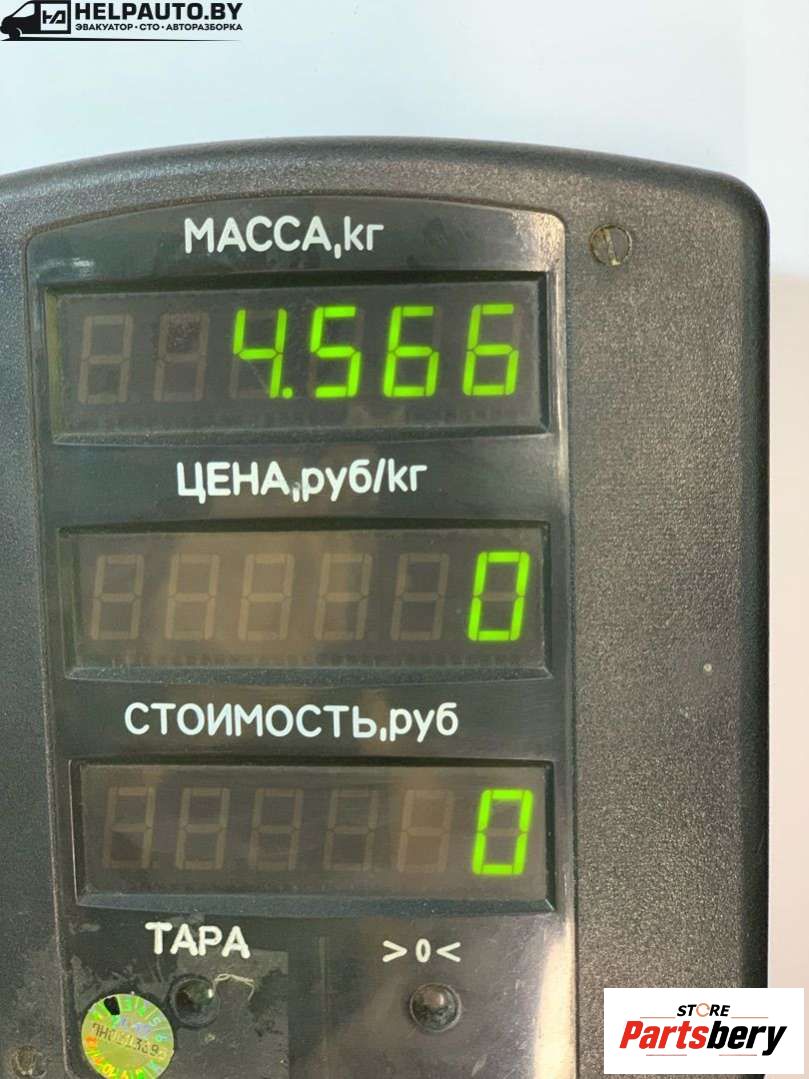 HELPAUTO.BY
ЭВАКУАТОР·СТО·АВТОРАЗБОРКА
МАССА,кг
4.566
ЦЕНА,руб/кг
0
СТОИМОСТЬ,руб
0
ТАРА >0<
STORE
Partsbery